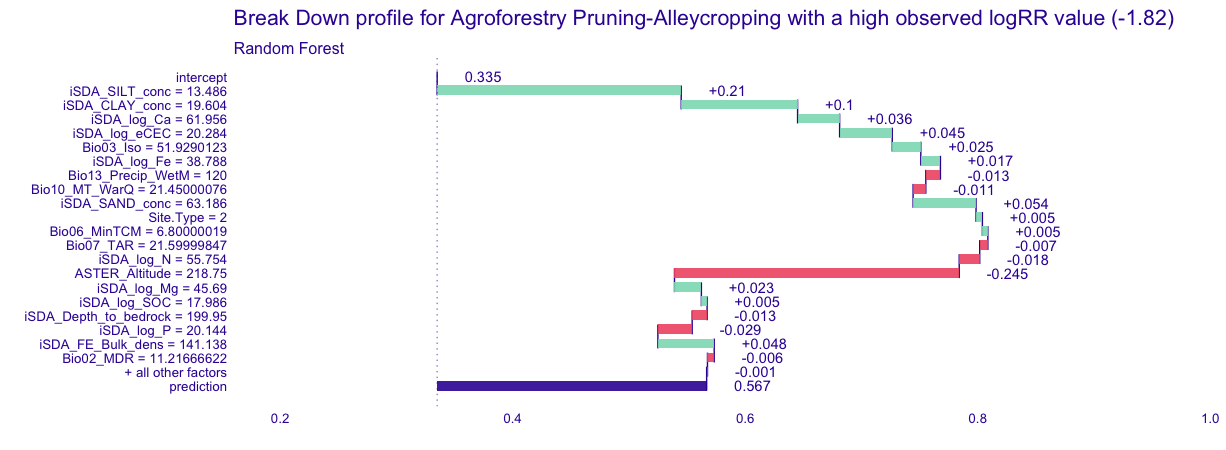 Break Down profile for Agroforestry Pruning-Alleycropping with a high observed logRR value (-1.82)
Random Forest
intercept 0.335
iSDA_SILT_conc = 13.486 +0.21
iSDA_CLAY_conc = 19.604 +0.1
iSDA_log_Ca = 61.956 +0.036
iSDA_log_eCEC = 20.284 +0.045
Bio03_Iso = 51.9290123 +0.025
iSDA_log_Fe = 38.788 +0.017
Bio13_Precip_WetM = 120 -0.013
Bio10_MT_WarQ = 21.45000076 -0.011
iSDA_SAND_conc = 63.186 +0.054
Site.Type = 2 +0.005
Bio06_MinTCM = 6.80000019 +0.005
Bio07_TAR = 21.59999847 -0.007
iSDA_log_N = 55.754 -0.018
ASTER_Altitude = 218.75 -0.245
iSDA_log_Mg = 45.69 +0.023
iSDA_log_SOC = 17.986 +0.005
iSDA_Depth_to_bedrock = 199.95 -0.013
iSDA_log_P = 20.144 -0.029
iSDA_FE_Bulk_dens = 141.138 +0.048
Bio02_MDR = 11.21666622 -0.006
+ all other factors -0.001
prediction 0.567
0.2 0.4 0.6 0.8 1.0